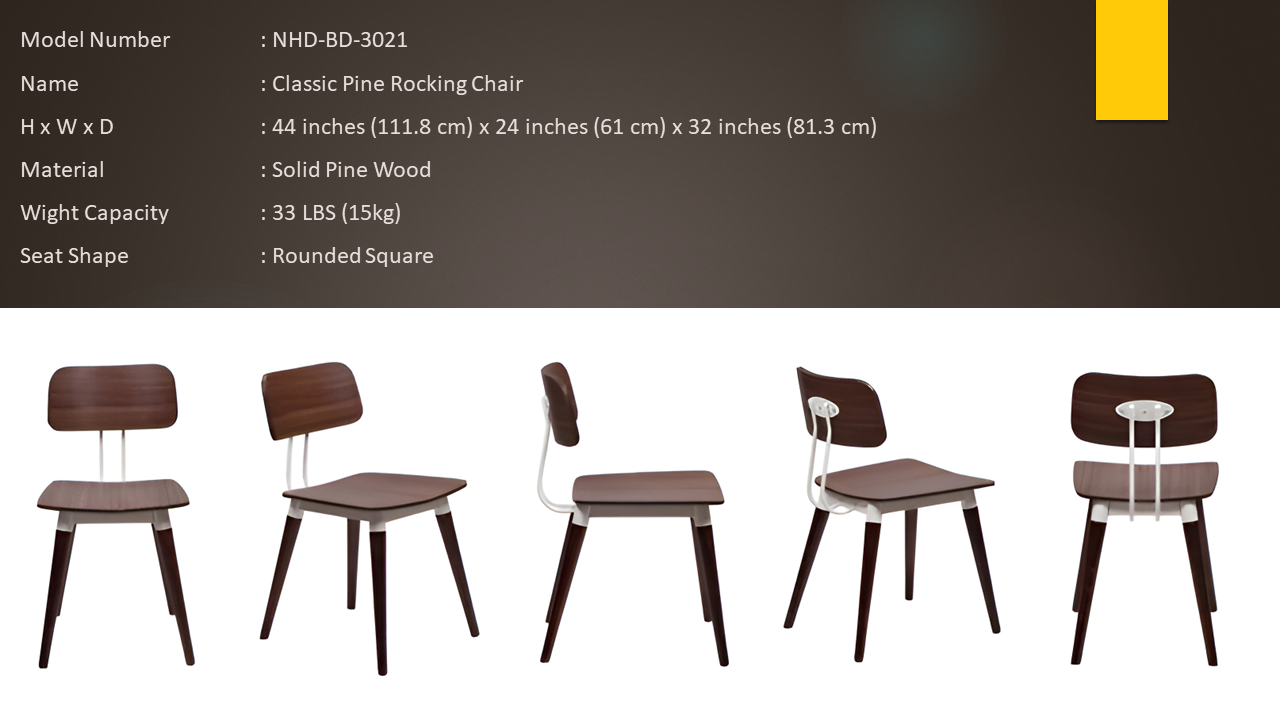 Model Number : NHD-BD-3021
Name : Classic Pine Rocking Chair
H x W x D : 44 inches (111.8 cm) x 24 inches (61 cm) x 32 inches (81.3 cm)
Material : Solid Pine Wood
Wight Capacity : 33 LBS (15kg)
Seat Shape : Rounded Square